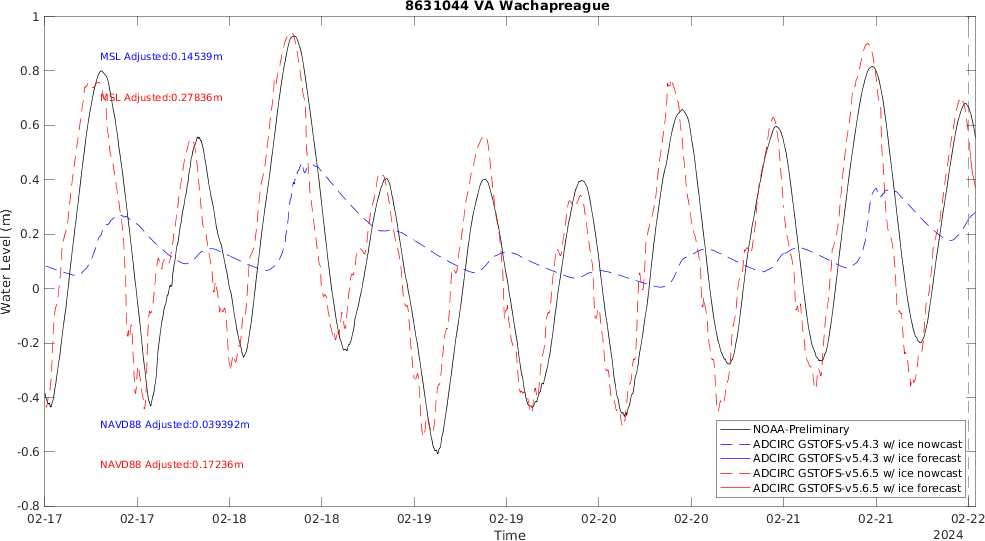 8631044 VA Wachapreague
1
0.8
0.6
0.4
0.2
0
-0.2
-0.4
-0.6
-0.8
Water Level (m)
MSL Adjusted:0.14539m
MSL Adjusted:0.27836m
NAVD88 Adjusted:0.039392m
NAVD88 Adjusted:0.17236m
NOAA-Preliminary
ADCIRC GSTOFS-v5.4.3 w/ ice nowcast
ADCIRC GSTOFS-v5.4.3 w/ ice forecast
ADCIRC GSTOFS-v5.6.5 w/ ice nowcast
ADCIRC GSTOFS-v5.6.5 w/ ice forecast
02-17 02-17 02-18 02-18 02-19 02-19 02-20 02-20 02-21 02-21 02-22
Time
2024